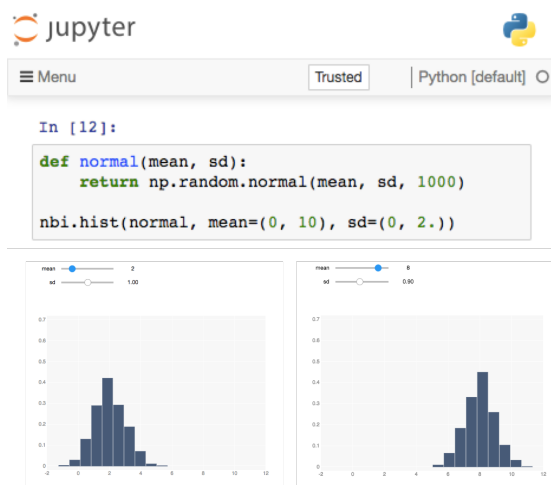 jupyter
Menu Trusted Python [default]
In [12]:
def normal(mean, sd):
return np.random.normal(mean, sd, 1000)
nbi.hist(normal, mean=(0, 10), sd=(0, 2.))
mean 2
sd 1.00
0.7
0.6
0.5
0.4
0.3
0.2
0.1
0
-2 0 2 4 6 8 10 12
mean 8
sd 0.90
0.7
0.6
0.5
0.4
0.3
0.2
0.1
0
-2 0 2 4 6 8 10 12